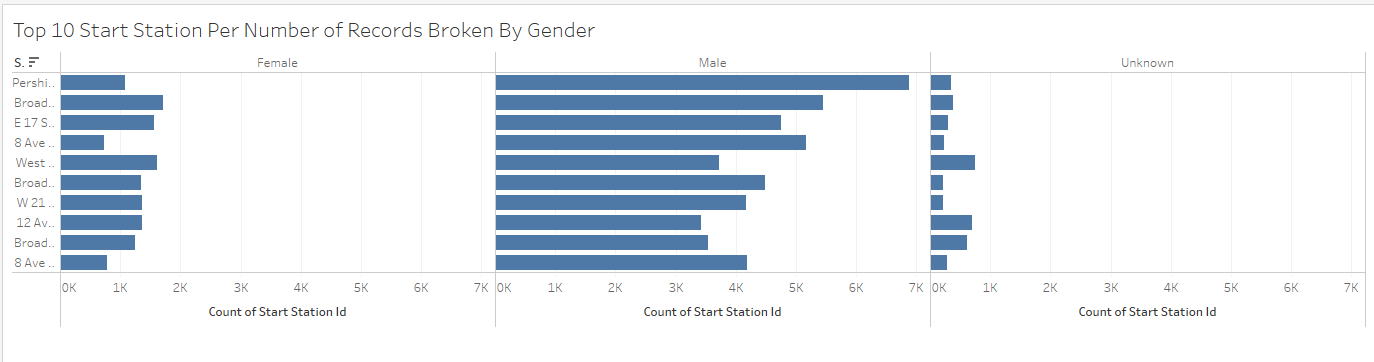 Top 10 Start Station Per Number of Records Broken By Gender
S. Female Male Unknown
Pershi..
Broad..
E 17 S..
8 Ave ..
West ..
Broad..
W 21 ..
12 Av..
Broad..
8 Ave ..
0K 1K 2K 3K 4K 5K 6K 7K 0K 1K 2K 3K 4K 5K 6K 7K 0K 1K 2K 3K 4K 5K 6K 7K
Count of Start Station Id Count of Start Station Id Count of Start Station Id